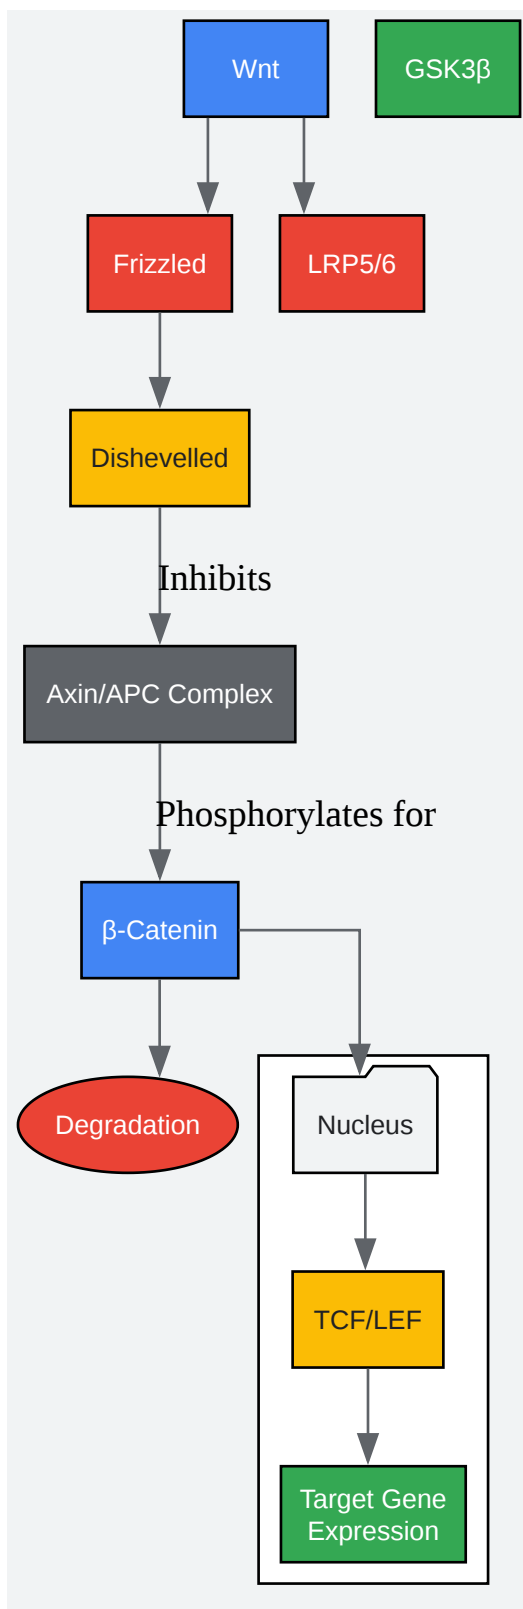 Wnt
GSK3β
Frizzled
LRP5/6
Dishevelled
Inhibits
Axin/APC Complex
Phosphorylates for
β-Catenin
Degradation
Nucleus
TCF/LEF
Target Gene
Expression